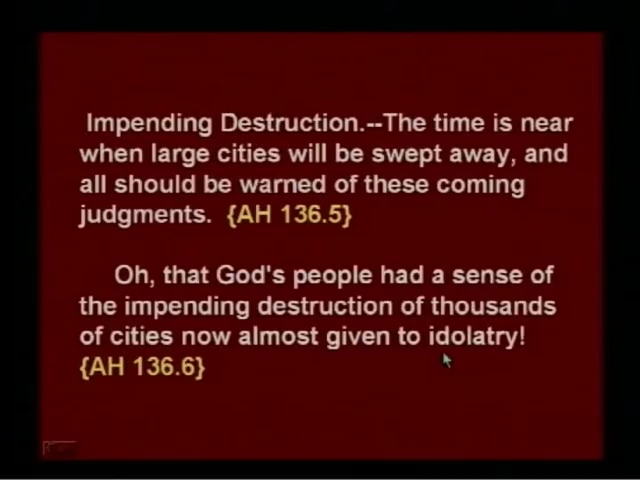 Impending Destruction.--The time is near
when large cities will be swept away, and
all should be warned of these coming
judgments. {AH 136.5}
Oh, that God's people had a sense of
the impending destruction of thousands
of cities now almost given to idolatry!
{AH 136.6}